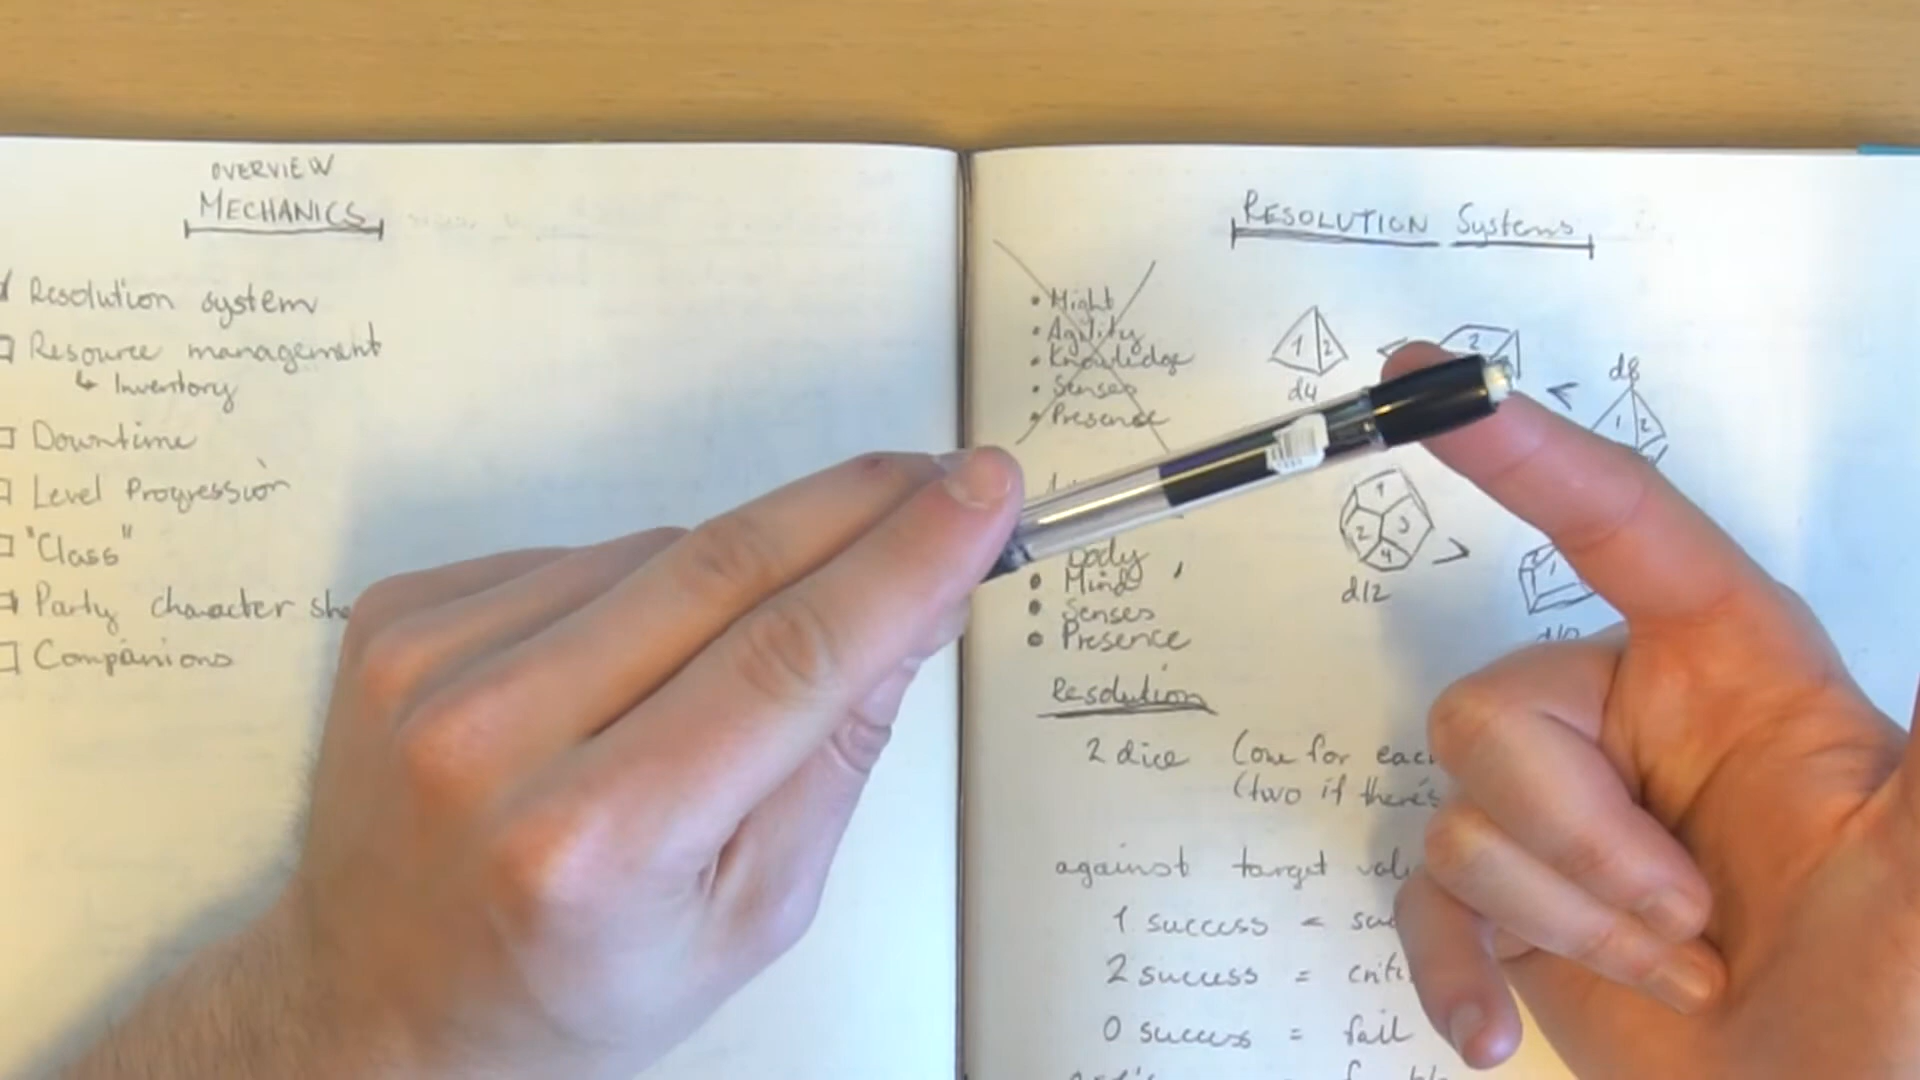 OVERVIEW
MECHANICS
Resolution system
Resource management
↳ Inventory
Downtime
Level Progression
"Class"
Party character
Companions
RESOLUTION Systems
• Might
• Agility
• Knowledge
• Senses
• Presence
1 2
d4
2
d8
1 2
1
2 3
4
d12
1
Body
• Mind
• Senses
• Presence
Resolution
2 dice (one for each
(two if there's
against target
1 success =
2 success =
0 success = fail